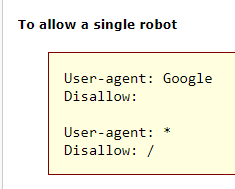 To allow a single robot
User-agent: Google
Disallow:
User-agent: *
Disallow: /